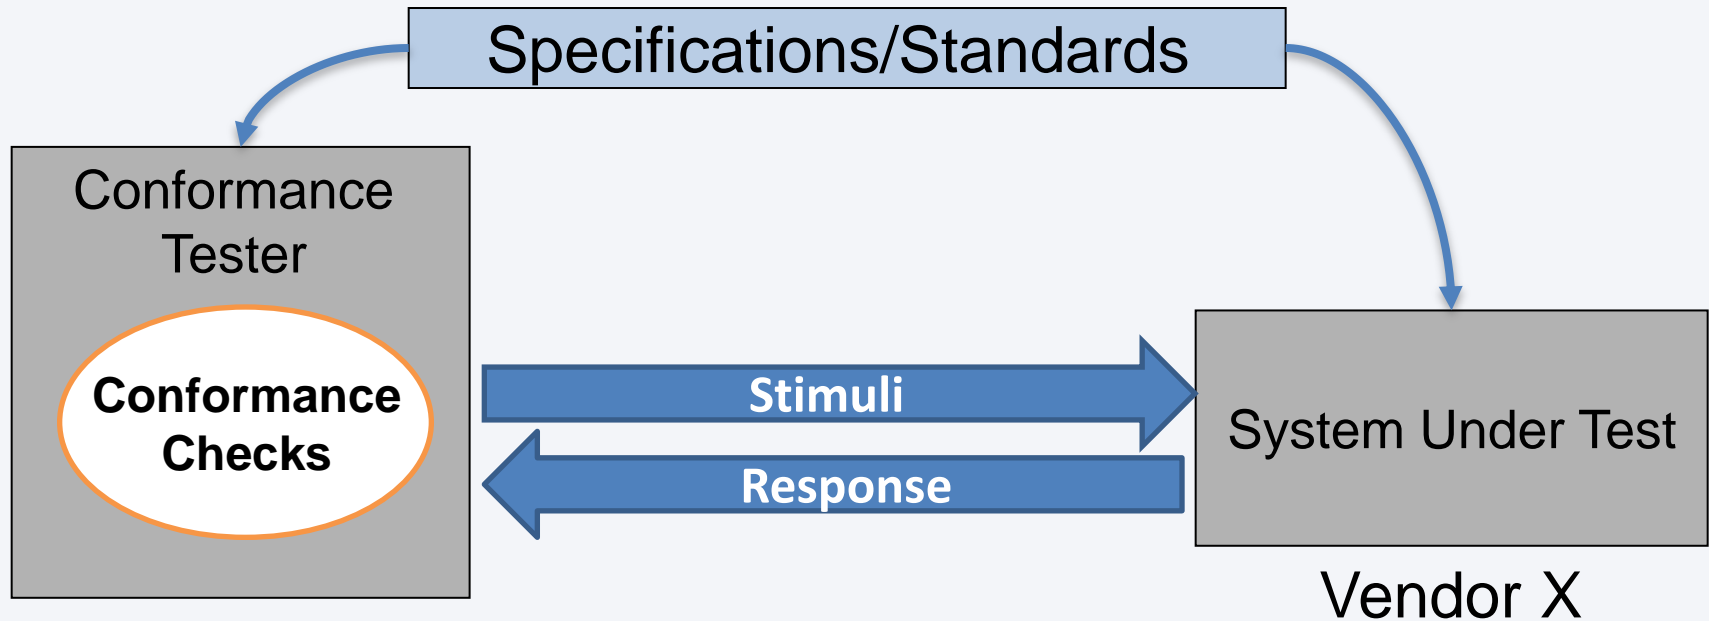 Specifications/Standards
Conformance
Tester
Conformance
Checks
Stimuli
Response
System Under Test
Vendor X